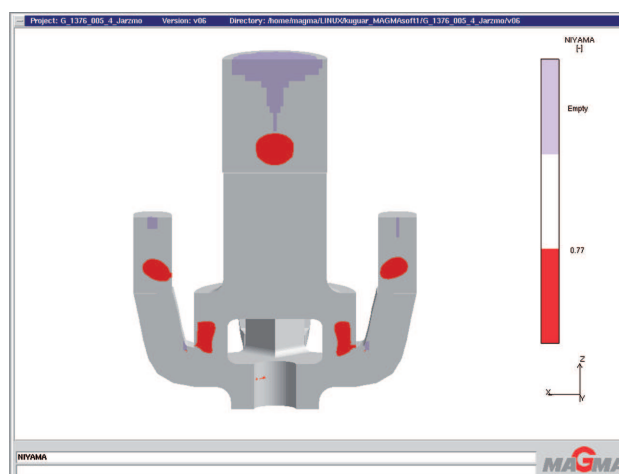 Project: G_1376_005_4_Jarzmo Version: v06 Directory: /home/magma/LINUX/kuguar_MAGMAsoft1/G_1376_005_4_Jarzmo/v06
NIYAMA
[-]
Empty
0.77
Z
X
Y
NIYAMA
MAGMA